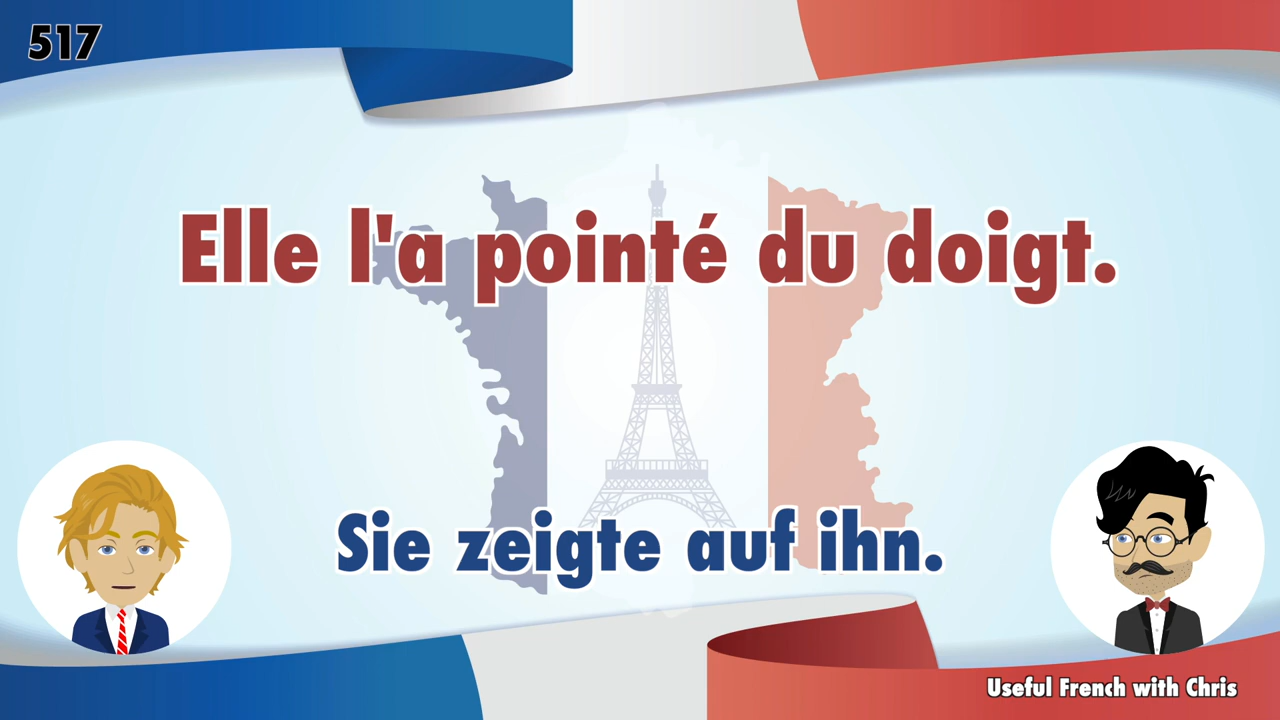 517
Elle l'a pointé du doigt.
Sie zeigte auf ihn.
Useful French with Chris